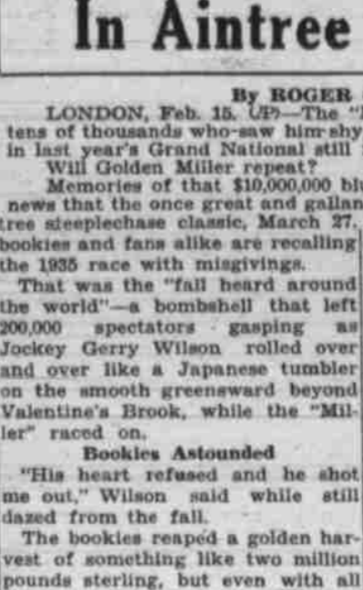 In Aintree
By ROGER
LONDON, Feb. 15. (UP)—The "
tens of thousands who saw him shy
in last year's Grand National still
Will Golden Miller repeat?
Memories of that $10,000,000 bl
news that the once great and gallan
tree steeplechase classic, March 27,
bookies and fans alike are recalling
the 1935 race with misgivings.
That was the "fall heard around
the world"—a bombshell that left
200,000 spectators gasping as
Jockey Gerry Wilson rolled over
and over like a Japanese tumbler
on the smooth greensward beyond
Valentine's Brook, while the "Mil-
ler" raced on.
Bookies Astounded
"His heart refused and he shot
me out," Wilson said while still
dazed from the fall.
The bookies reaped a golden har-
vest of something like two million
pounds sterling, but even with all